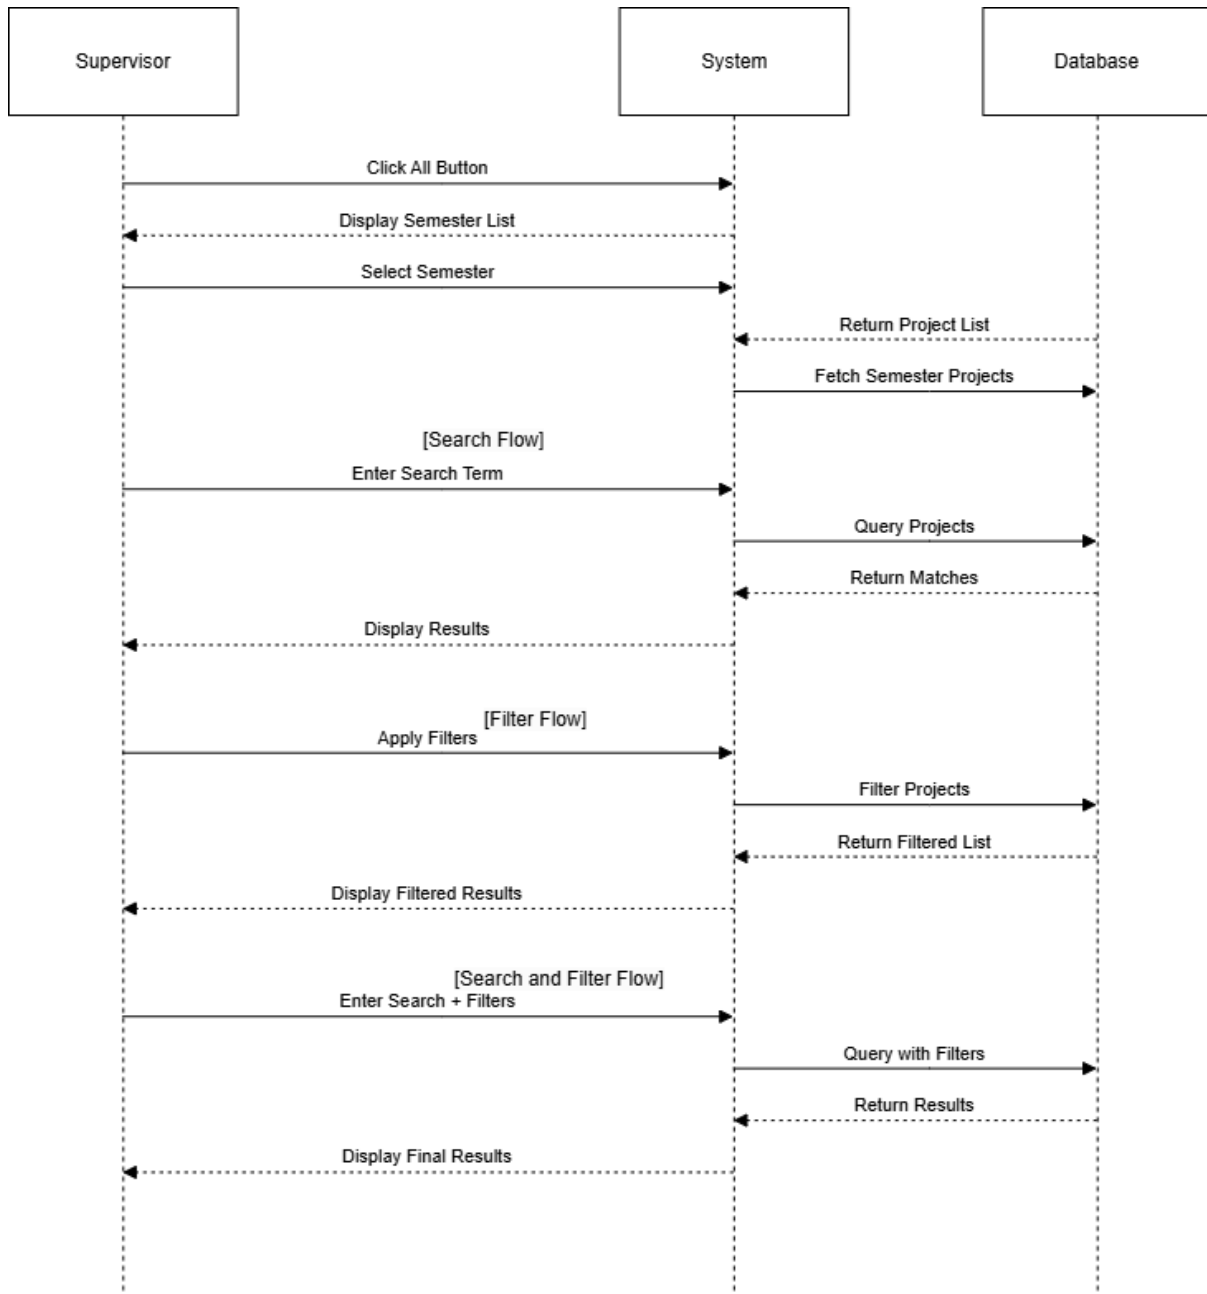 Supervisor
System
Database
Click All Button
Display Semester List
Select Semester
Return Project List
Fetch Semester Projects
[Search Flow]
Enter Search Term
Query Projects
Return Matches
Display Results
[Filter Flow]
Apply Filters
Filter Projects
Return Filtered List
Display Filtered Results
[Search and Filter Flow]
Enter Search + Filters
Query with Filters
Return Results
Display Final Results